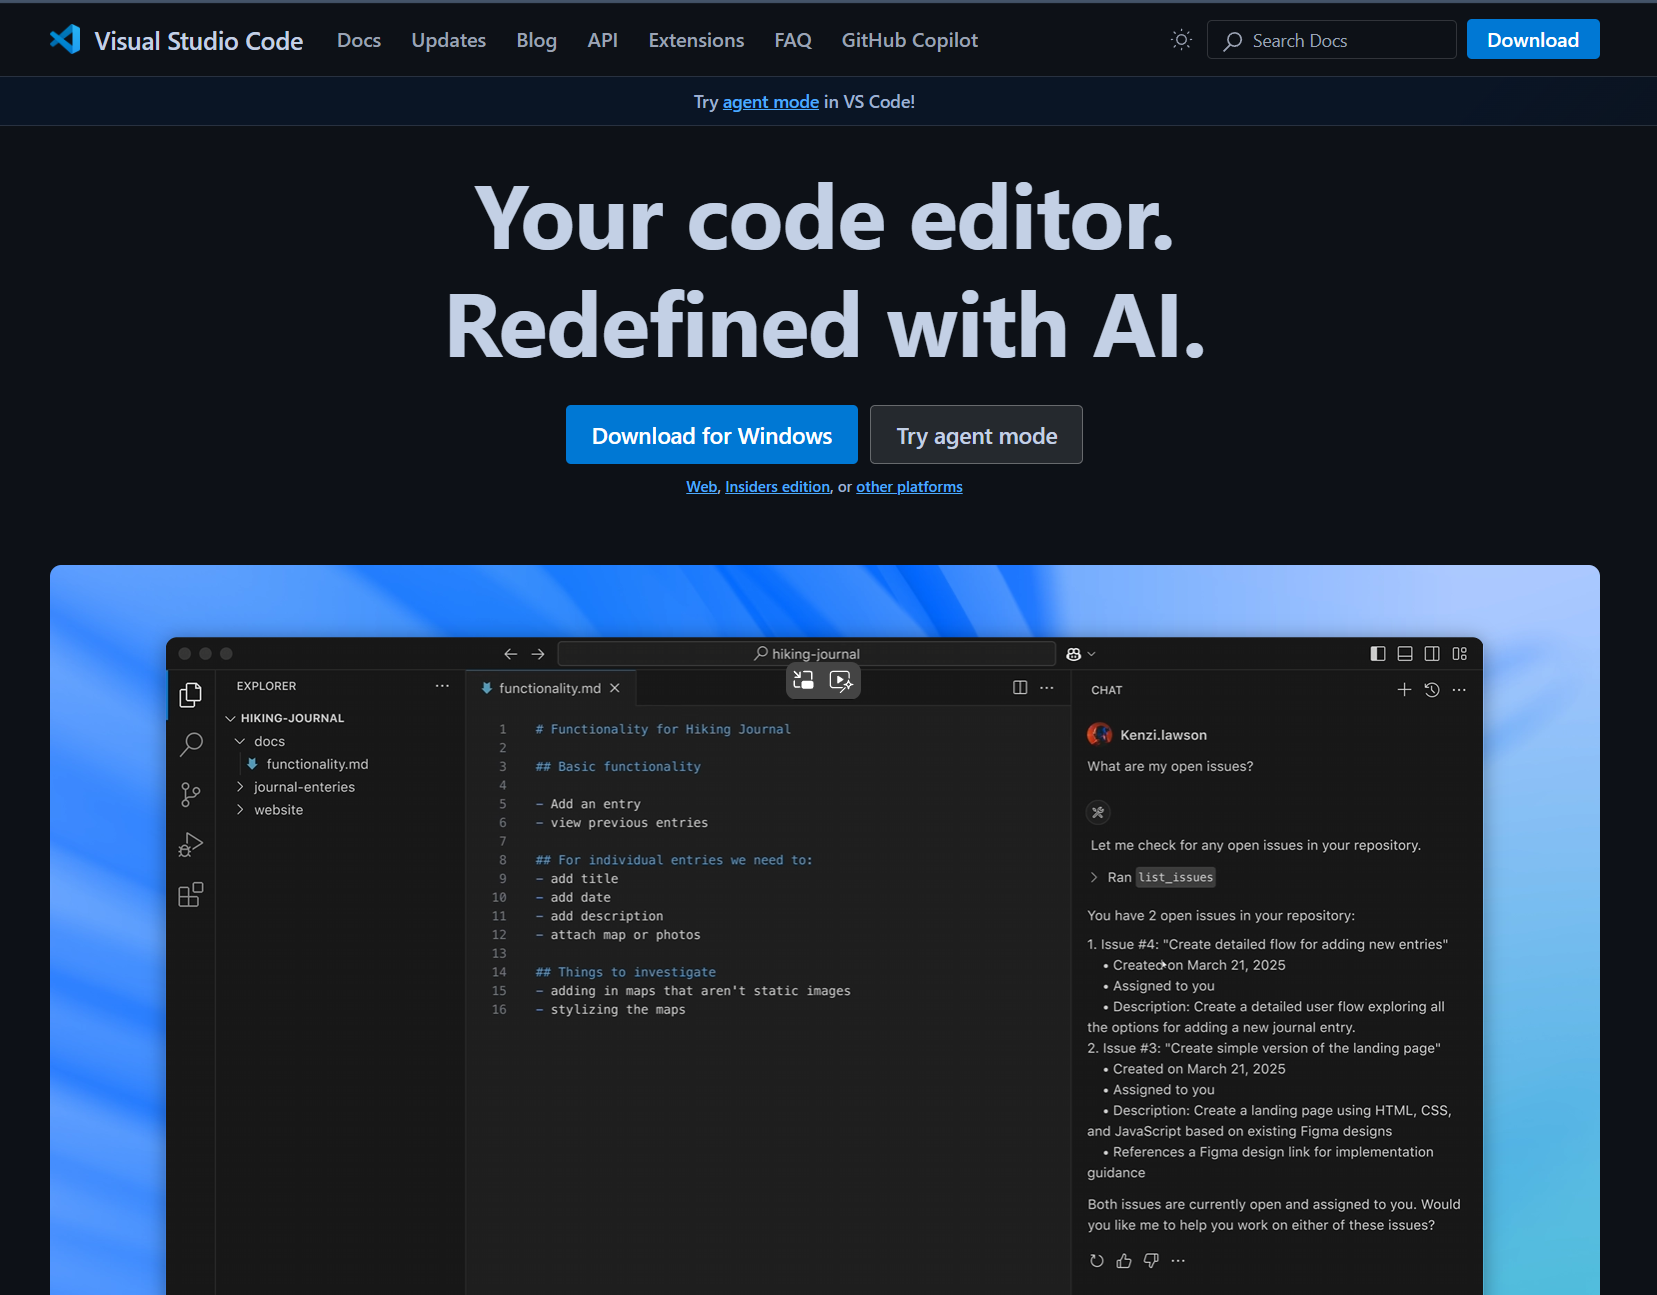 Visual Studio Code Docs Updates Blog API Extensions FAQ GitHub Copilot Search Docs Download
Try agent mode in VS Code!
Your code editor.
Redefined with AI.
Download for Windows Try agent mode
Web, Insiders edition, or other platforms
hiking-journal
EXPLORER
HIKING-JOURNAL
docs
functionality.md
journal-enteries
website
functionality.md
1 # Functionality for Hiking Journal
2
3 ## Basic functionality
4
5 - Add an entry
6 - view previous entries
7
8 ## For individual entries we need to:
9 - add title
10 - add date
11 - add description
12 - attach map or photos
13
14 ## Things to investigate
15 - adding in maps that aren't static images
16 - stylizing the maps
CHAT
Kenzi.lawson
What are my open issues?
Let me check for any open issues in your repository.
Ran list_issues
You have 2 open issues in your repository:
1. Issue #4: "Create detailed flow for adding new entries"
• Created on March 21, 2025
• Assigned to you
• Description: Create a detailed user flow exploring all
the options for adding a new journal entry.
2. Issue #3: "Create simple version of the landing page"
• Created on March 21, 2025
• Assigned to you
• Description: Create a landing page using HTML, CSS,
and JavaScript based on existing Figma designs
• References a Figma design link for implementation
guidance
Both issues are currently open and assigned to you. Would
you like me to help you work on either of these issues?